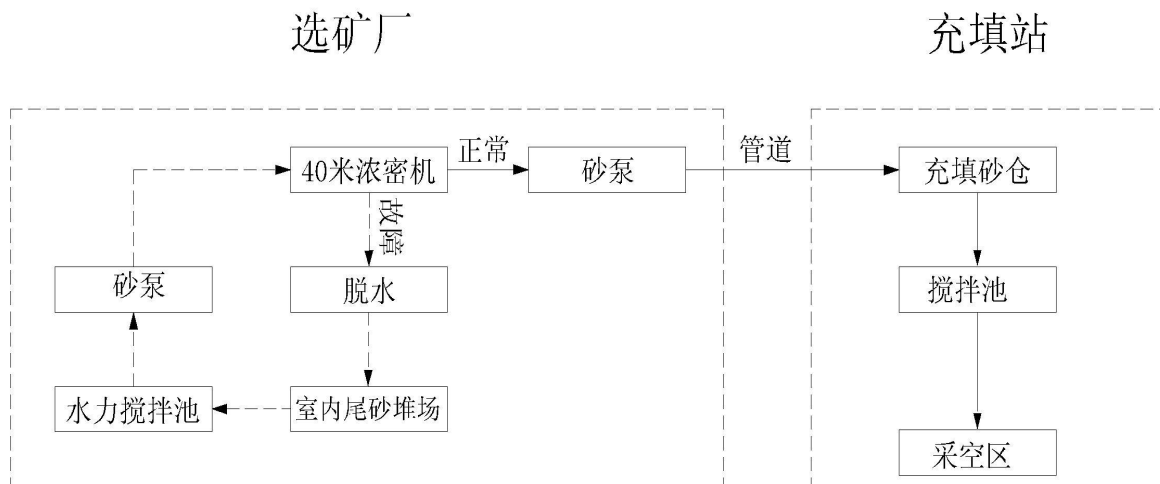 选矿厂
充填站
40米浓密机
正常
砂泵
管道
充填砂仓
故障
砂泵
脱水
搅拌池
水力搅拌池
室内尾砂堆场
采空区